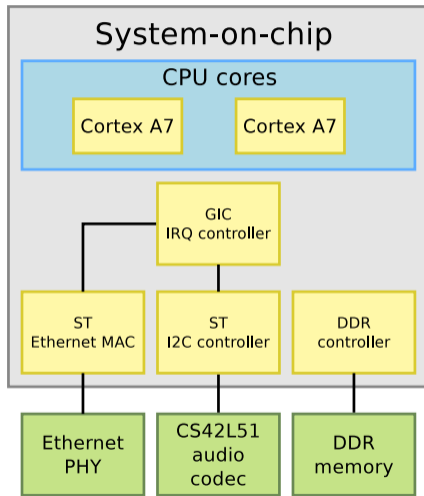 System-on-chip
CPU cores
Cortex A7
Cortex A7
GIC
IRQ controller
ST
Ethernet MAC
ST
I2C controller
DDR
controller
Ethernet
PHY
CS42L51
audio
codec
DDR
memory